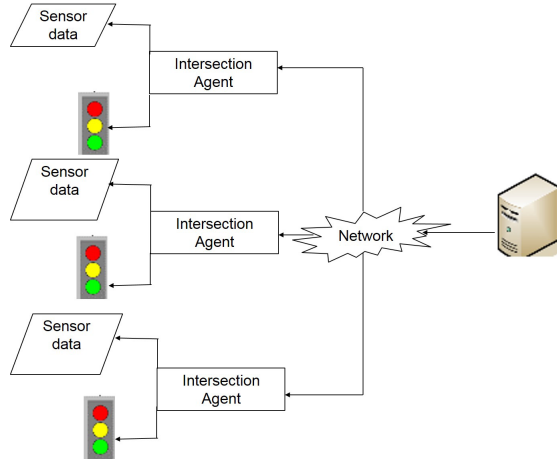 Sensor
data
Intersection
Agent
Sensor
data
Intersection
Agent
Network
Sensor
data
Intersection
Agent